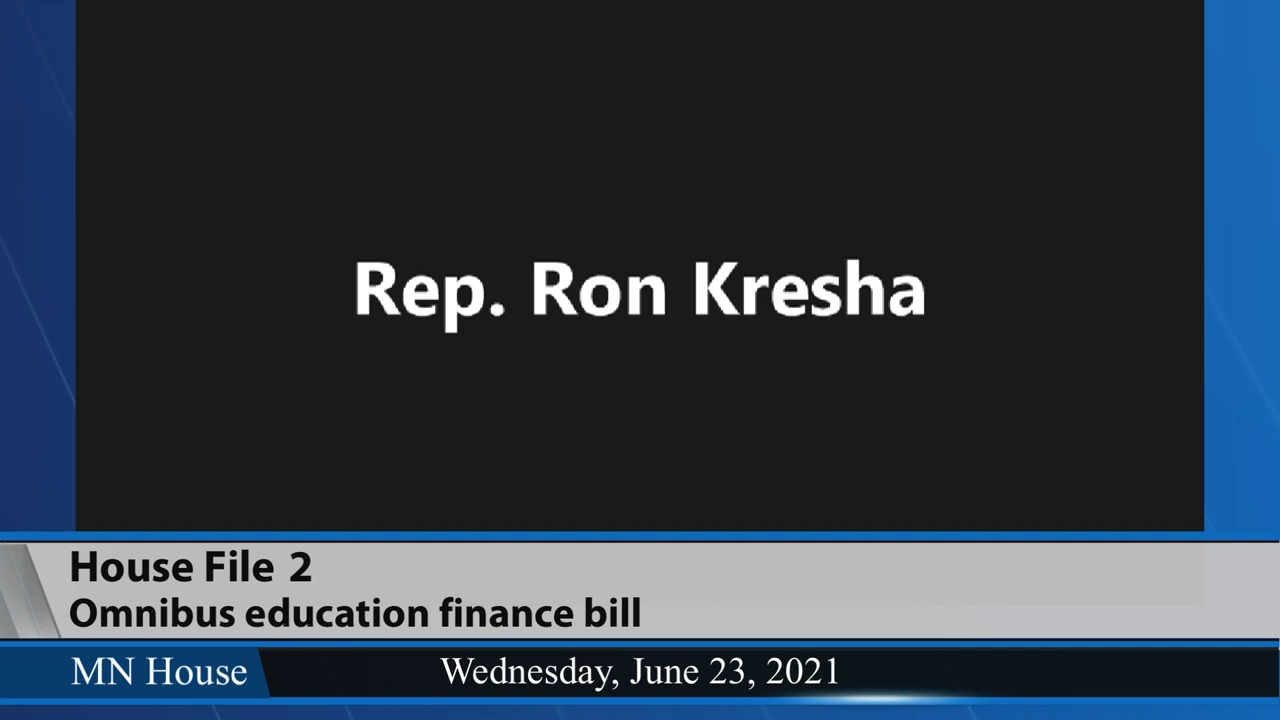 Rep. Ron Kresha
House File 2
Omnibus education finance bill
MN House
Wednesday, June 23, 2021